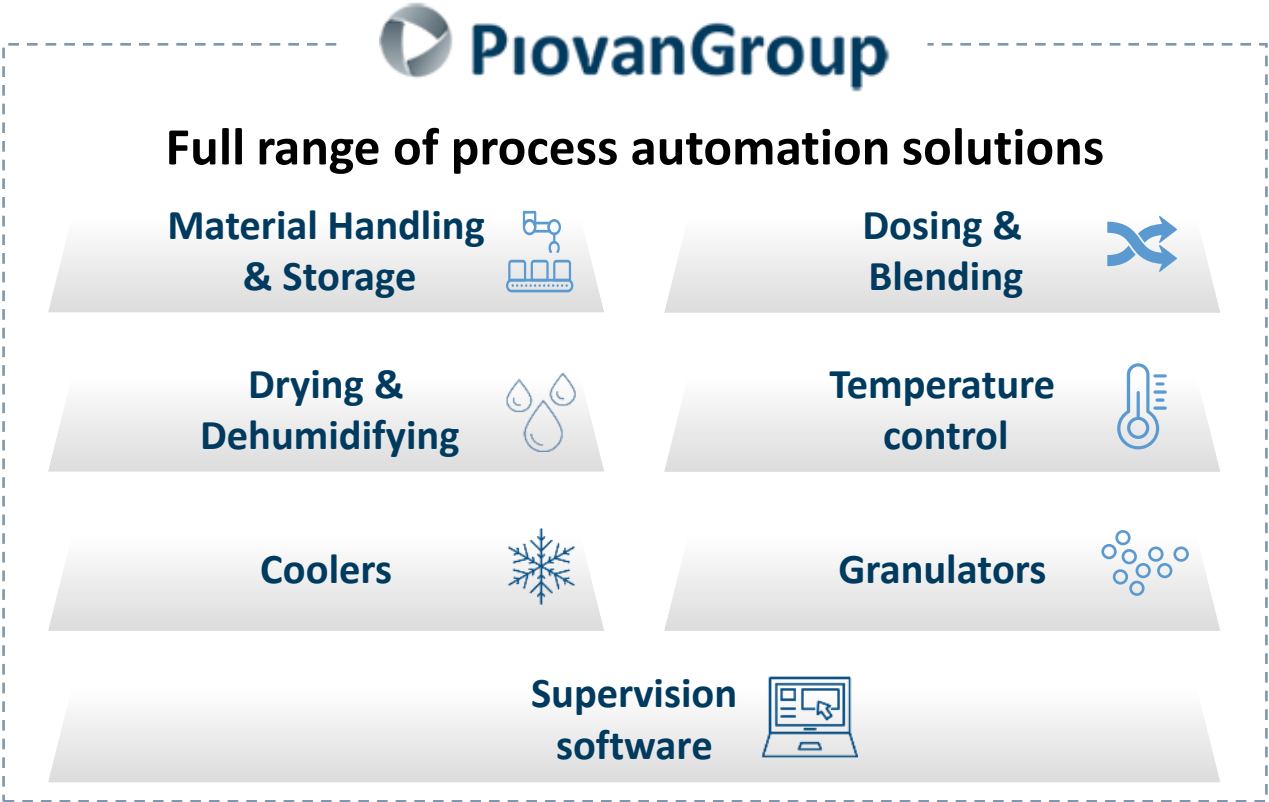 PıovanGroup
Full range of process automation solutions
Material Handling
& Storage
Dosing &
Blending
Drying &
Dehumidifying
Temperature
control
Coolers
Granulators
Supervision
software